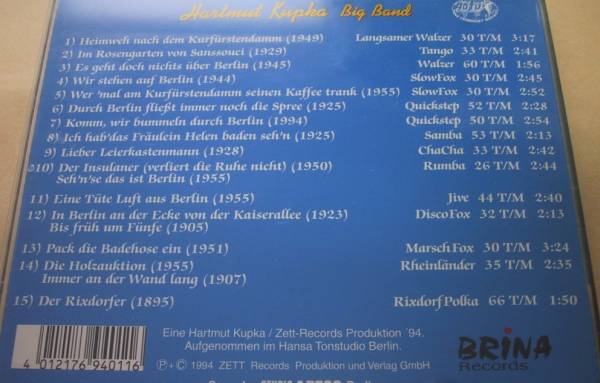 Hartmut Kupka Big Band
1) Heimweh nach dem Kurfürstendamm (1949) Langsamer Walzer 30 T/M 3:17
2) Im Rosengarten von Sanssouci (1929) Tango 33 T/M 2:41
3) Es geht doch nichts über Berlin (1945) Walzer 60 T/M 1:56
4) Wir stehen auf Berlin (1944) SlowFox 30 T/M 2:45
5) Wer 'mal am Kurfürstendamm seinen Kaffee trank (1955) SlowFox 30 T/M 2:52
6) Durch Berlin fließt immer noch die Spree (1925) Quickstep 52 T/M 2:28
7) Komm, wir bummeln durch Berlin (1994) Quickstep 50 T/M 2:54
8) Ich hab'das Fräulein Helen baden seh'n (1925) Samba 53 T/M 2:13
9) Lieber Leierkastenmann (1928) ChaCha 33 T/M 2:42
10) Der Insulaner (verliert die Ruhe nicht) (1950) Rumba 26 T/M 2:44
Seh'n'se das ist Berlin (1955)
11) Eine Tüte Luft aus Berlin (1955) Jive 44 T/M 2:40
12) In Berlin an der Ecke von der Kaiserallee (1923) DiscoFox 32 T/M 2:13
Bis früh um Fünfe (1905)
13) Pack die Badehose ein (1951) MarschFox 30 T/M 3:24
14) Die Holzauktion (1955) Rheinländer 35 T/M 2:35
Immer an der Wand lang (1907)
15) Der Rixdorfer (1895) RixdorfPolka 66 T/M 1:50
Eine Hartmut Kupka / Zett-Records Produktion '94.
Aufgenommen im Hansa Tonstudio Berlin.
4 012176 940116
P+© 1994 ZETT Records Produktion und Verlag GmbH
BRINA
Records